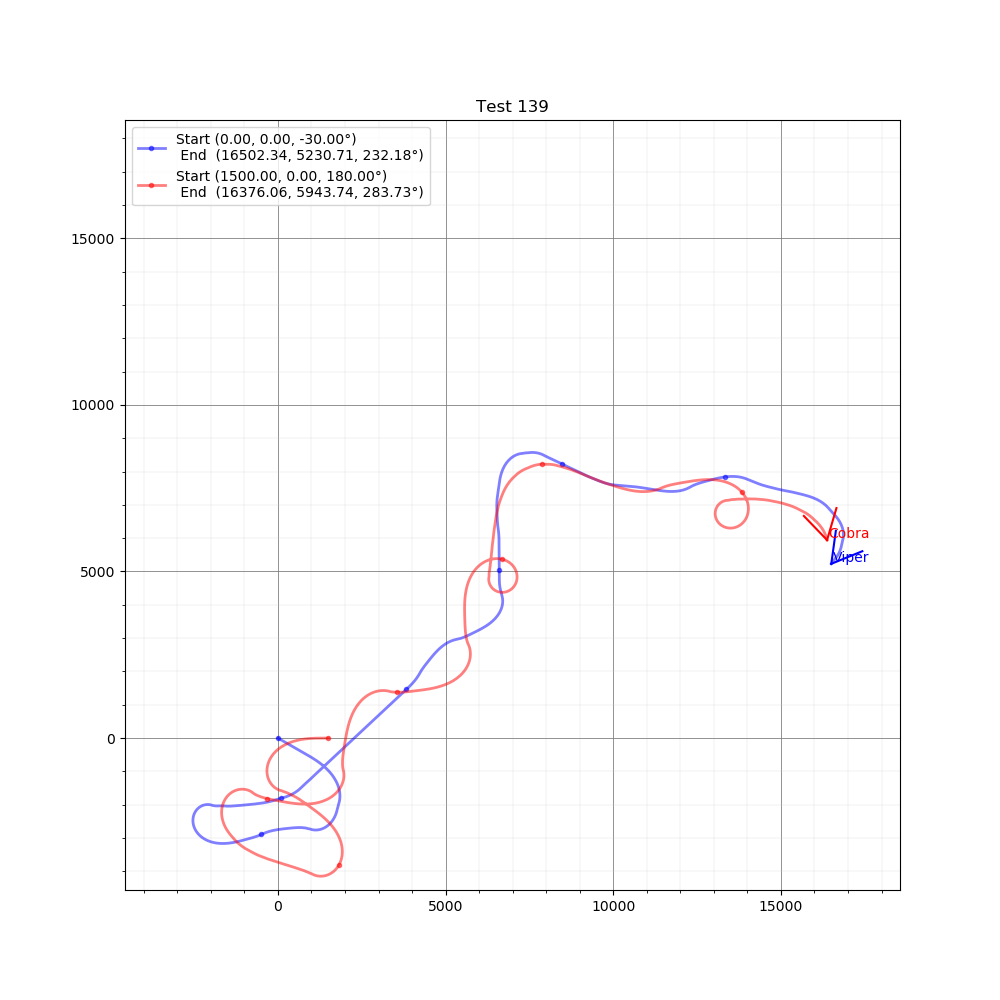 Test 139
Start (0.00, 0.00, -30.00°)
End (16502.34, 5230.71, 232.18°)
Start (1500.00, 0.00, 180.00°)
End (16376.06, 5943.74, 283.73°)
15000
10000
5000
0
Cobra
Viper
0 5000 10000 15000